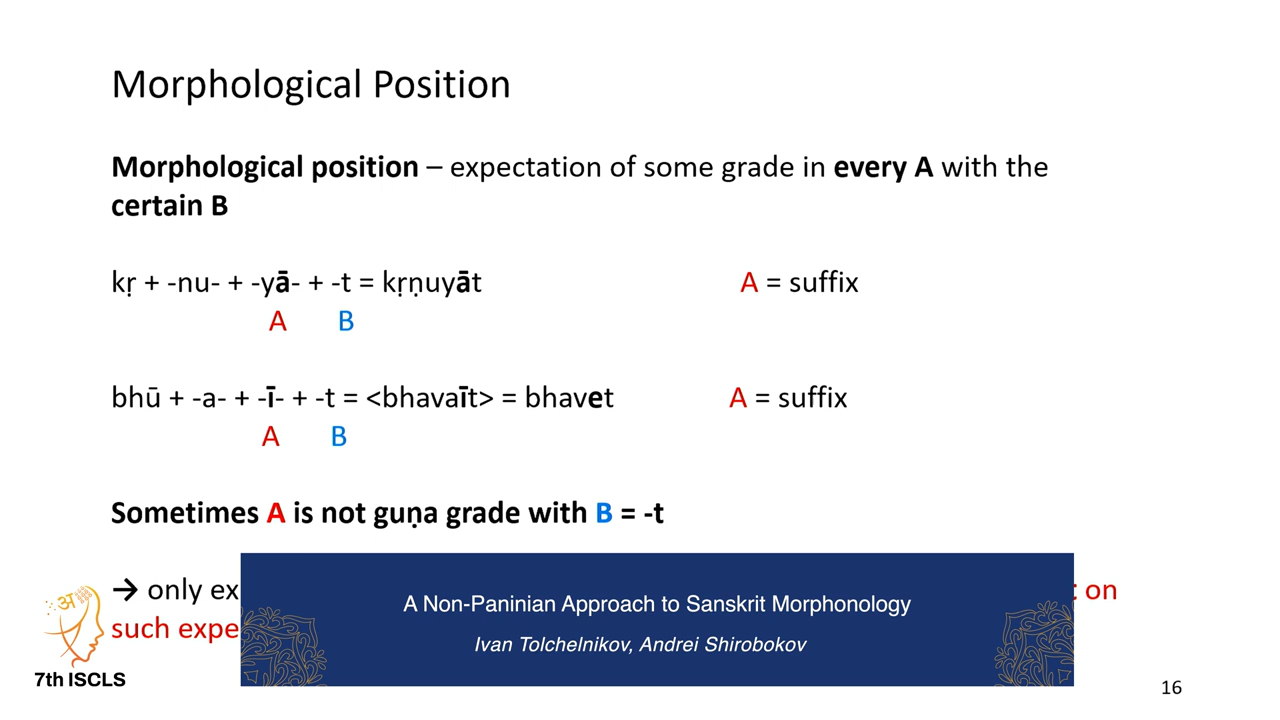 Morphological Position
Morphological position – expectation of some grade in every A with the
certain B
kṛ + -nu- + -yā- + -t = kṛṇuyāt A = suffix
A B
bhū + -a- + -ī- + -t = <bhavaīt> = bhavet A = suffix
A B
Sometimes A is not guṇa grade with B = -t
→ only on
such
A Non-Paninian Approach to Sanskrit Morphonology
Ivan Tolchelnikov, Andrei Shirobokov
अ
7th ISCLS
16